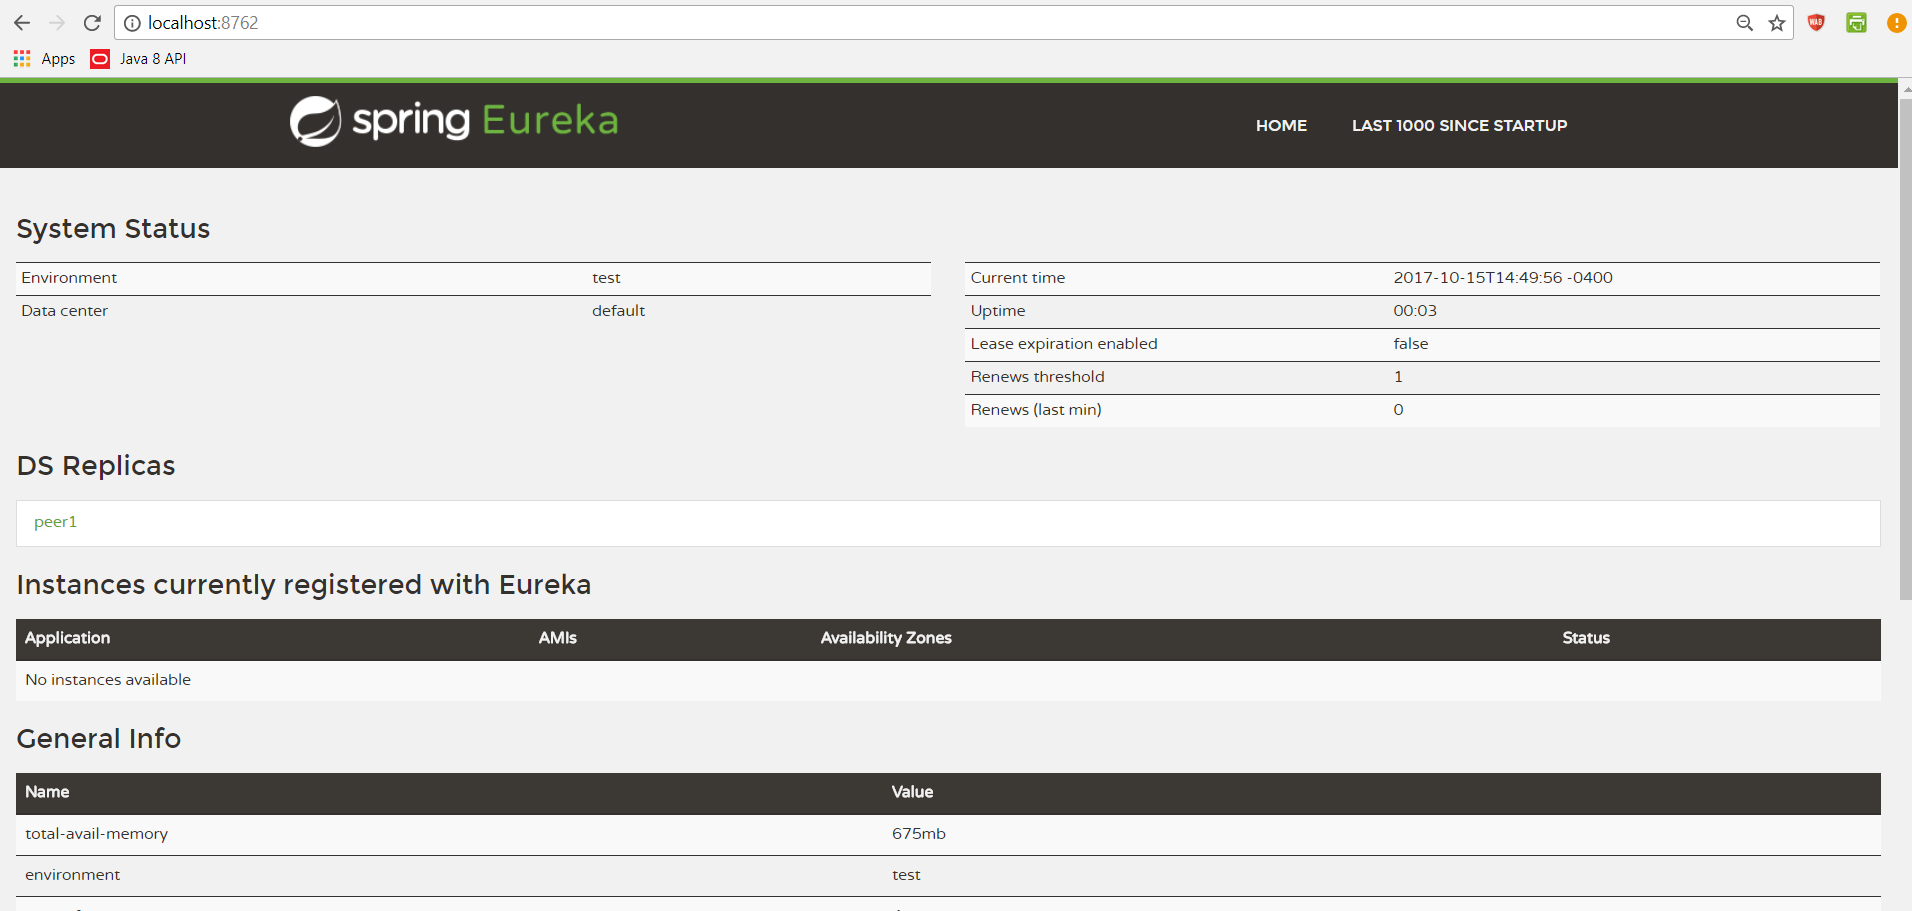 localhost:8762
Apps Java 8 API
spring Eureka HOME LAST 1000 SINCE STARTUP
System Status
Environment test
Data center default
Current time 2017-10-15T14:49:56 -0400
Uptime 00:03
Lease expiration enabled false
Renews threshold 1
Renews (last min) 0
DS Replicas
peer1
Instances currently registered with Eureka
Application AMIs Availability Zones Status
No instances available
General Info
Name Value
total-avail-memory 675mb
environment test